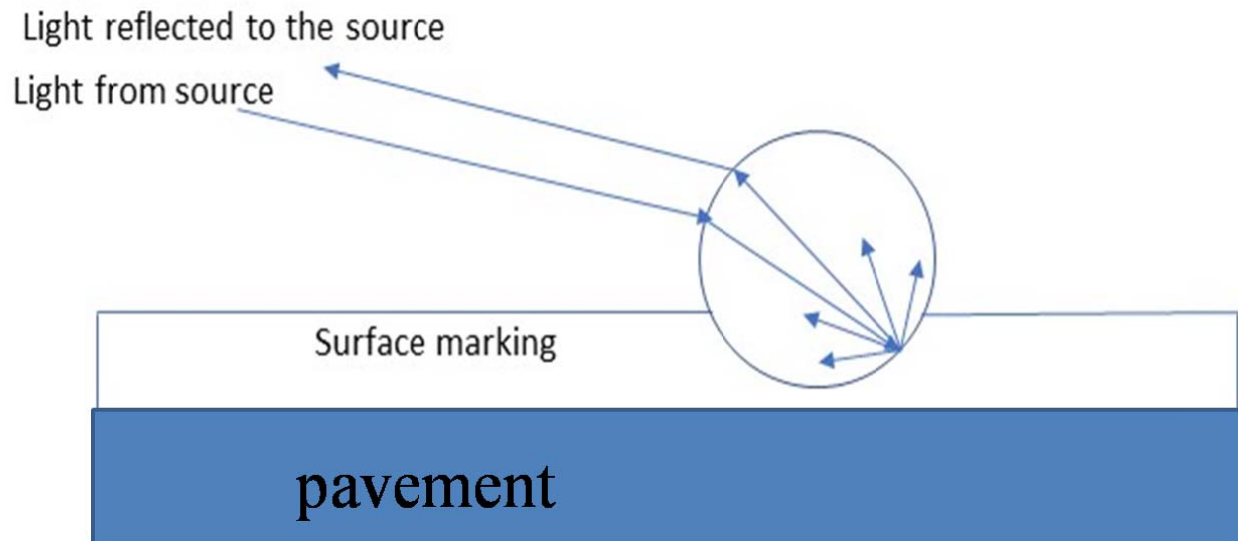 Light reflected to the source
Light from source
Surface marking
pavement